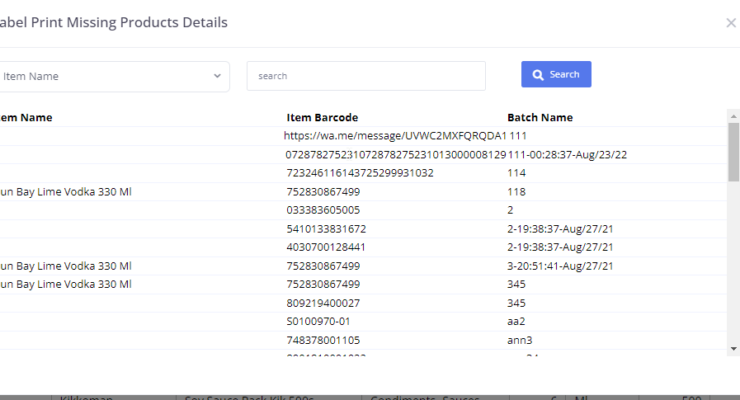 abel Print Missing Products Details
Item Name search Search
em Name Item Barcode Batch Name
https://wa.me/message/UVWC2MXFQRQDA1 111
072878275231072878275231013000008129 111-00:28:37-Aug/23/22
723246116143725299931032 114
un Bay Lime Vodka 330 Ml 752830867499 118
033383605005 2
5410133831672 2-19:38:37-Aug/27/21
4030700128441 2-19:38:37-Aug/27/21
un Bay Lime Vodka 330 Ml 752830867499 3-20:51:41-Aug/27/21
un Bay Lime Vodka 330 Ml 752830867499 345
809219400027 345
S0100970-01 aa2
748378001105 ann3
Kikkoman Soy Sauce Pack Kik 500s Condiments, Sauces 6 Ml 500